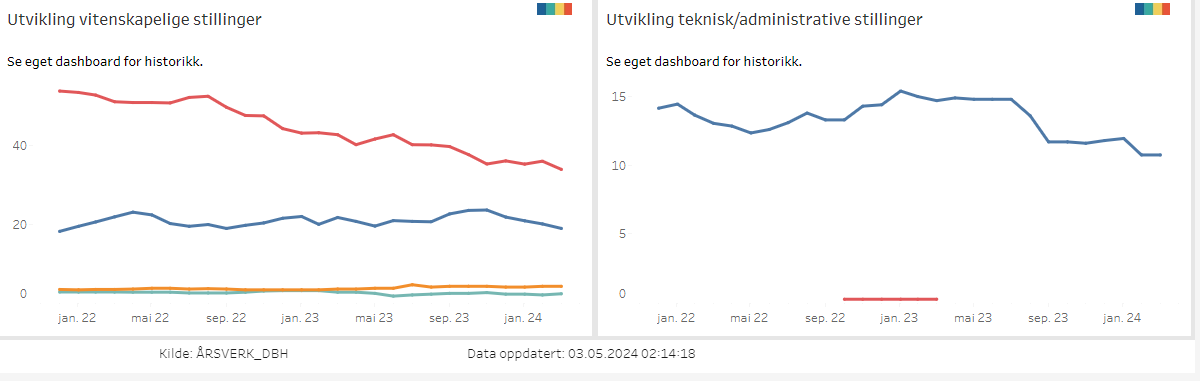 Utvikling vitenskapelige stillinger
Se eget dashboard for historikk.
40
20
0
jan. 22 mai 22 sep. 22 jan. 23 mai 23 sep. 23 jan. 24
Utvikling teknisk/administrative stillinger
Se eget dashboard for historikk.
15
10
5
0
jan. 22 mai 22 sep. 22 jan. 23 mai 23 sep. 23 jan. 24
Kilde: ÅRSVERK_DBH Data oppdatert: 03.05.2024 02:14:18